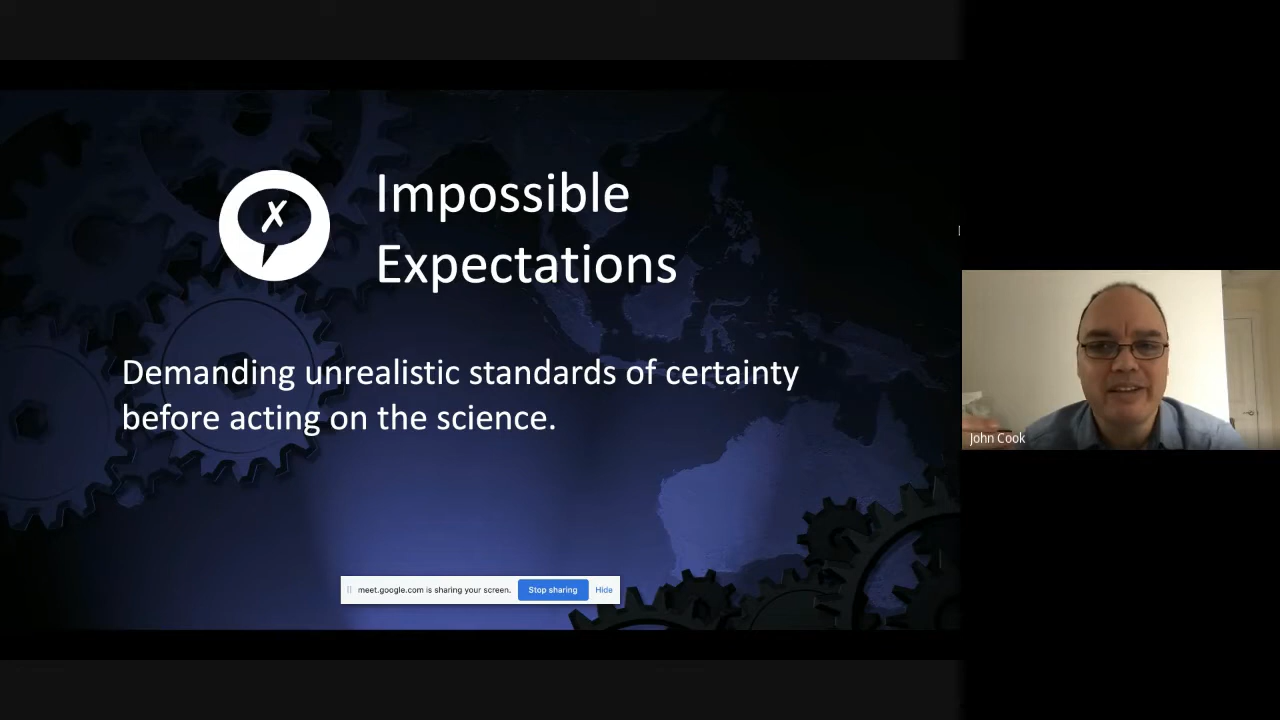 Impossible
Expectations
Demanding unrealistic standards of certainty
before acting on the science.
meet.google.com is sharing your screen.
Stop sharing
Hide
John Cook